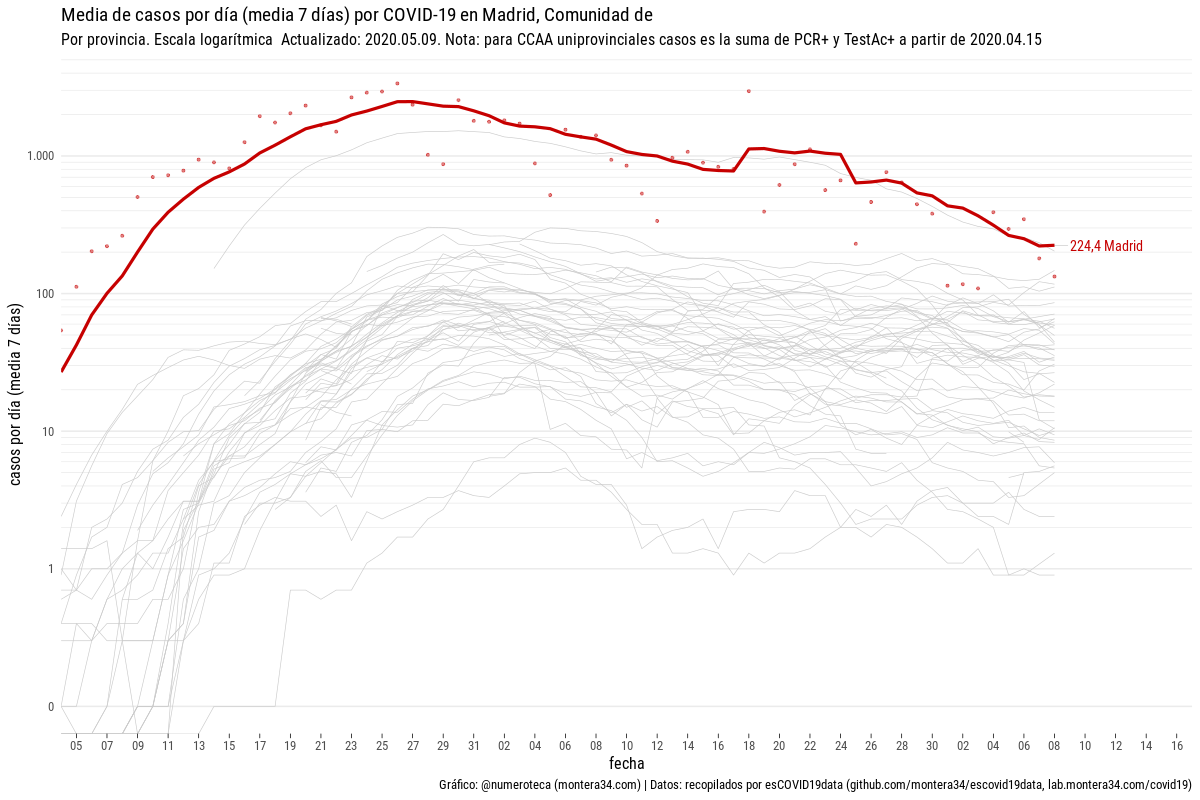 Media de casos por día (media 7 días) por COVID-19 en Madrid, Comunidad de
Por provincia. Escala logarítmica  Actualizado: 2020.05.09. Nota: para CCAA uniprovinciales casos es la suma de PCR+ y TestAc+ a partir de 2020.04.15
casos por día (media 7 días)
1.000
100
10
1
0
224,4 Madrid
05 07 09 11 13 15 17 19 21 23 25 27 29 31 02 04 06 08 10 12 14 16 18 20 22 24 26 28 30 02 04 06 08 10 12 14 16
fecha
Gráfico: @numeroteca (montera34.com) | Datos: recopilados por esCOVID19data (github.com/montera34/escovid19data, lab.montera34.com/covid19)